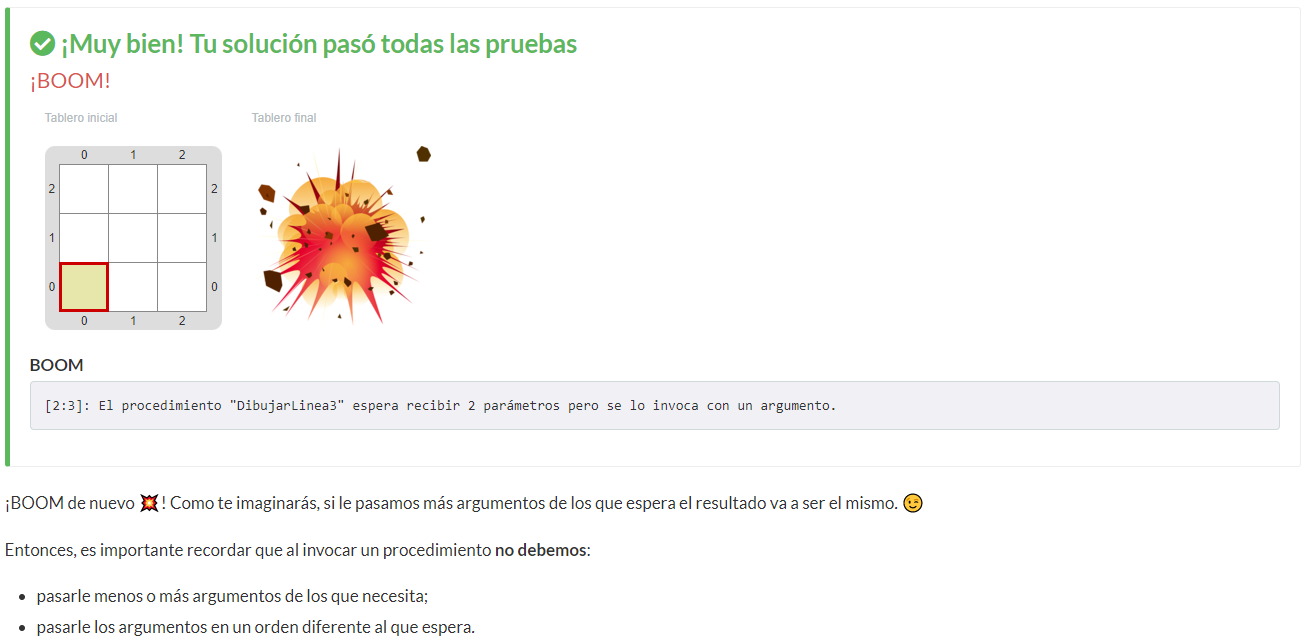 ¡Muy bien! Tu solución pasó todas las pruebas
¡BOOM!
Tablero inicial
Tablero final
0 1 2
2 2
1 1
0 0
0 1 2
BOOM
[2:3]: El procedimiento "DibujarLinea3" espera recibir 2 parámetros pero se lo invoca con un argumento.
¡BOOM de nuevo 💥! Como te imaginarás, si le pasamos más argumentos de los que espera el resultado va a ser el mismo. 😉
Entonces, es importante recordar que al invocar un procedimiento no debemos:
• pasarle menos o más argumentos de los que necesita;
• pasarle los argumentos en un orden diferente al que espera.